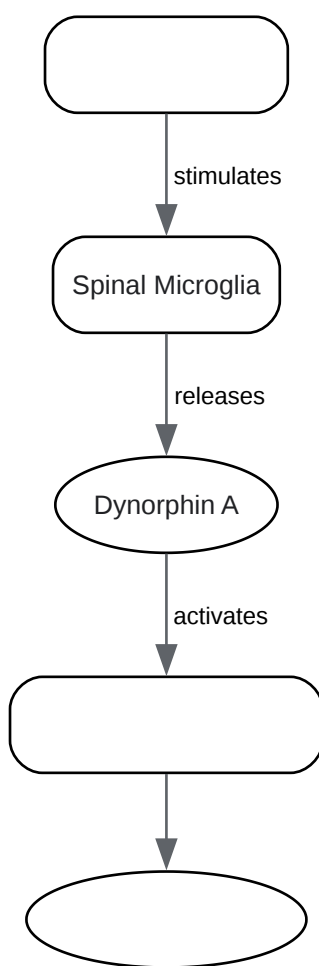 stimulates
Spinal Microglia
releases
Dynorphin A
activates